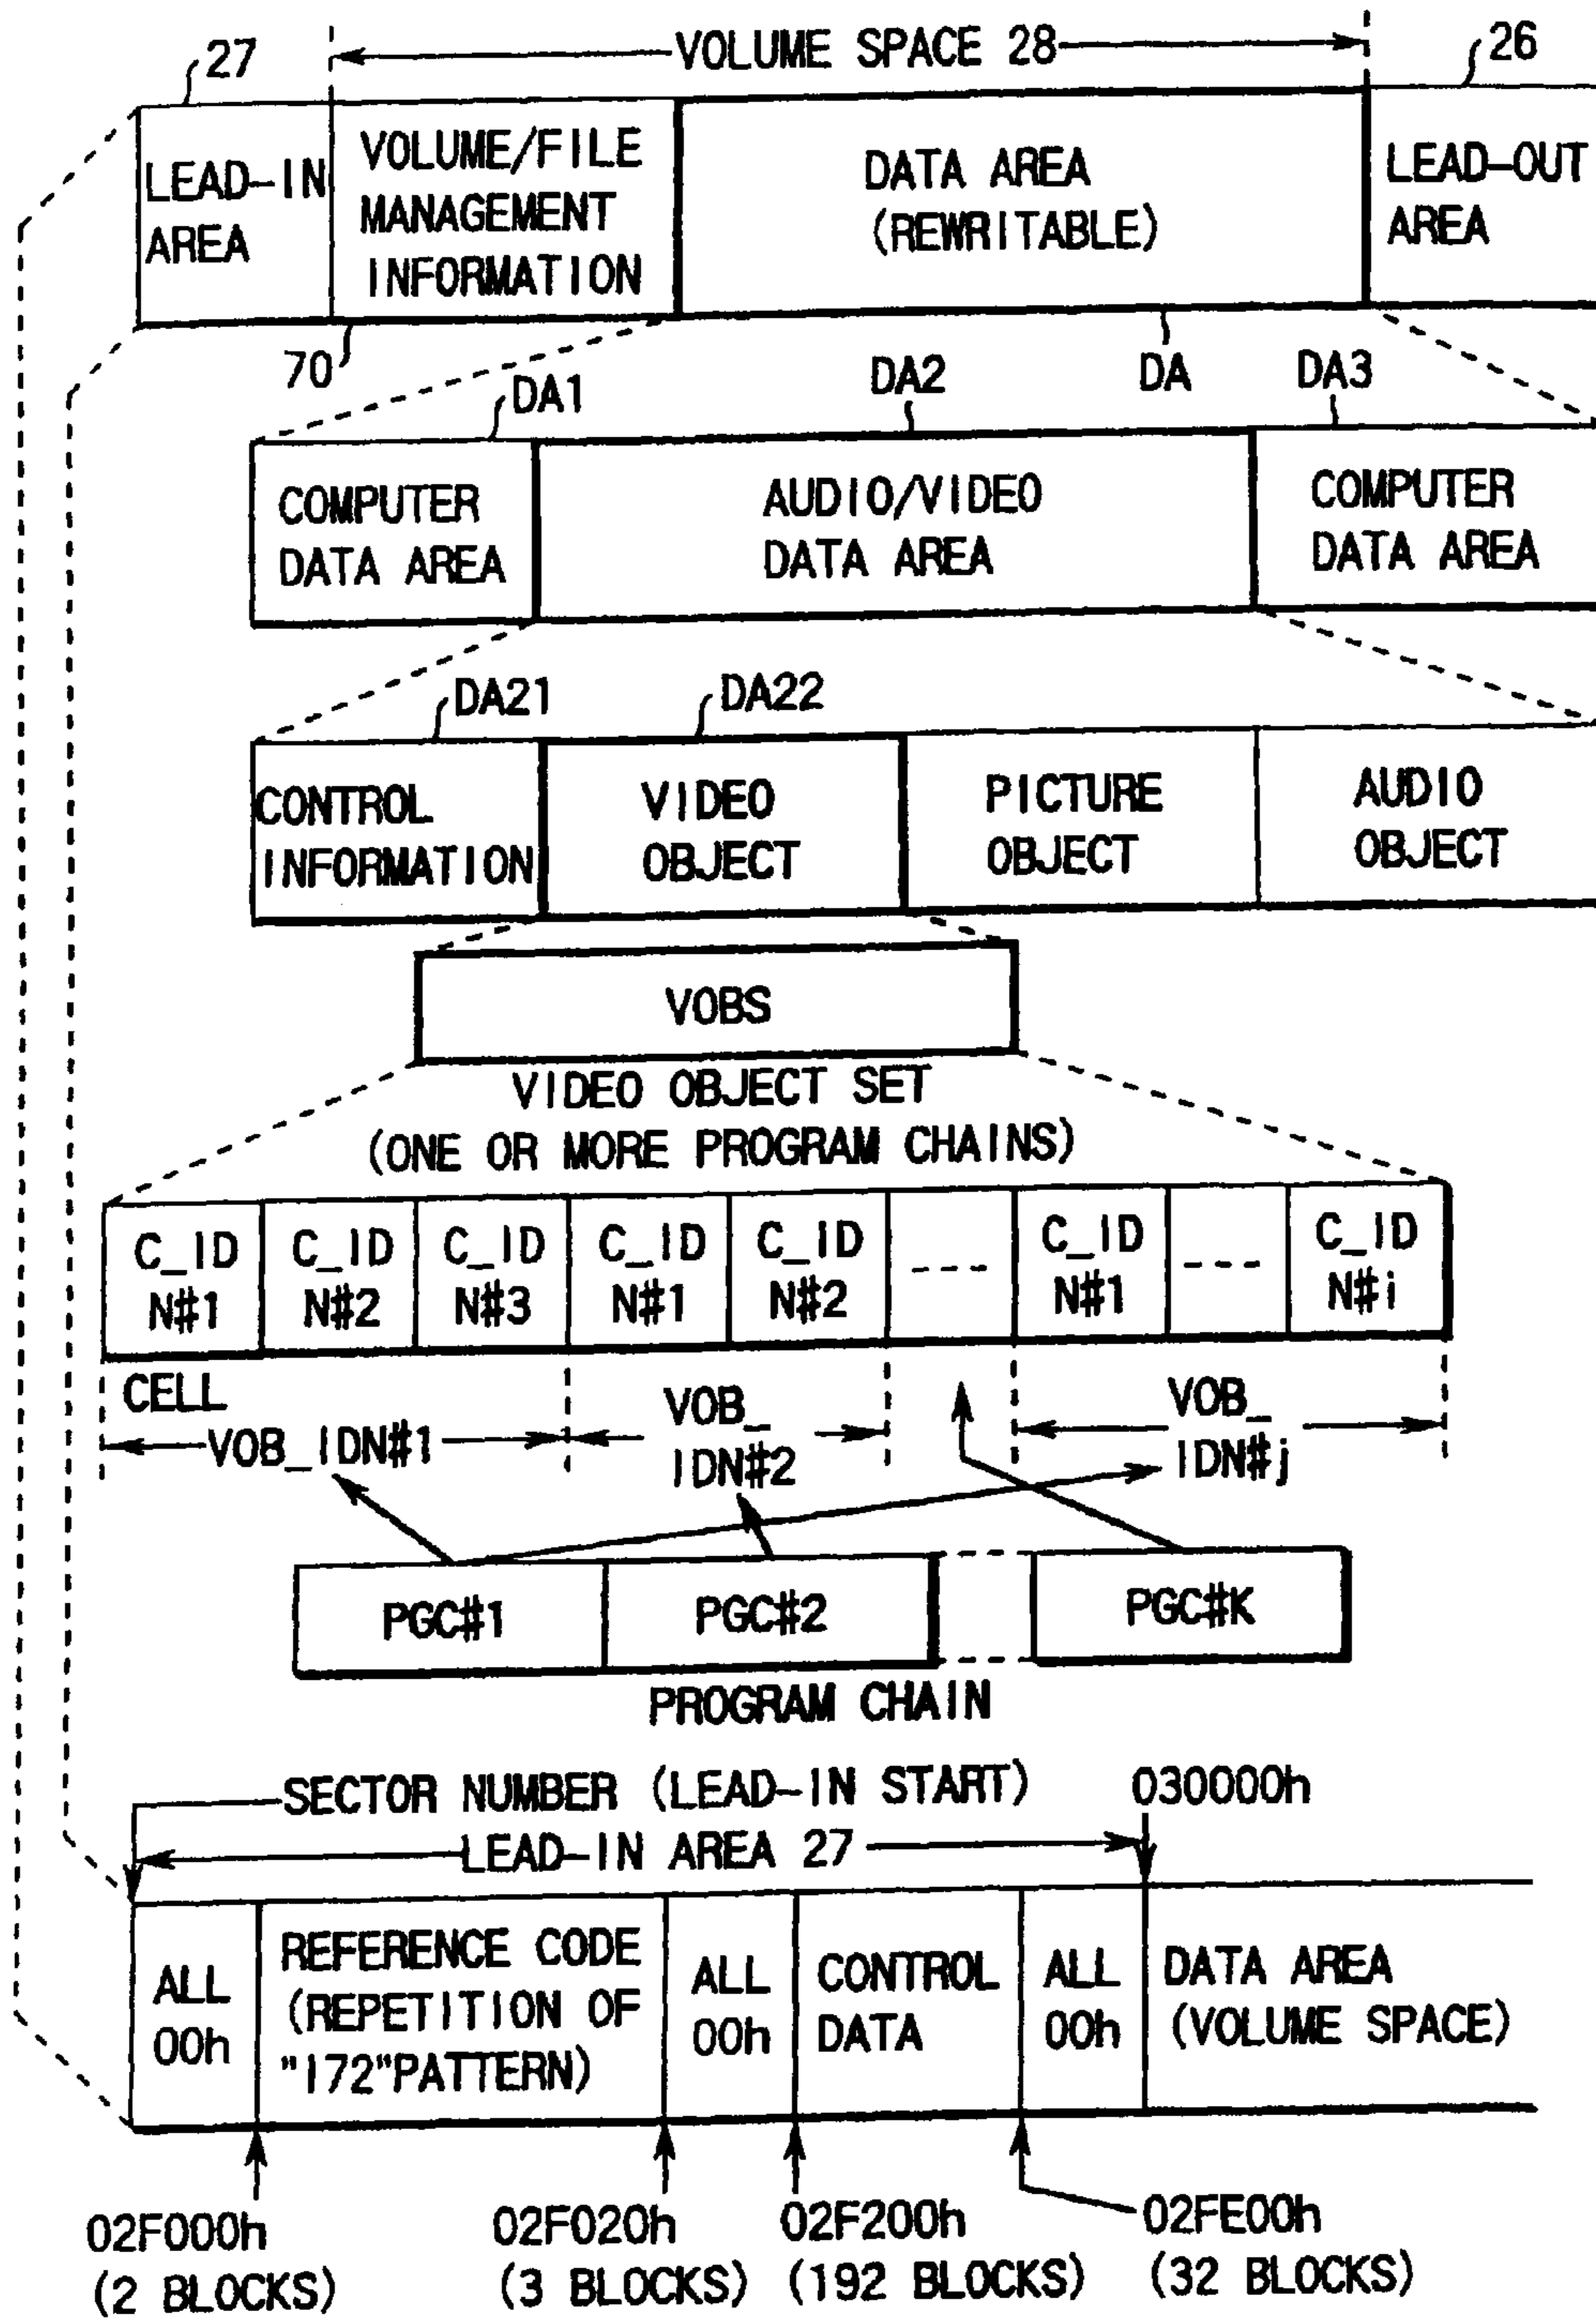 VOLUME SPACE 28
27
26
LEAD-IN
AREA
VOLUME/FILE
MANAGEMENT
INFORMATION
DATA AREA
(REWRITABLE)
LEAD-OUT
AREA
70
DA1
DA2
DA
DA3
COMPUTER
DATA AREA
AUDIO/VIDEO
DATA AREA
COMPUTER
DATA AREA
DA21
DA22
CONTROL
INFORMATION
VIDEO
OBJECT
PICTURE
OBJECT
AUDIO
OBJECT
VOBS
VIDEO OBJECT SET
(ONE OR MORE PROGRAM CHAINS)
C_ID
N#1
C_ID
N#2
C_ID
N#3
C_ID
N#1
C_ID
N#2
----
C_ID
N#1
----
C_ID
N#i
CELL
VOB_IDN#1
VOB_
IDN#2
VOB_
IDN#j
PGC#1
PGC#2
PGC#K
PROGRAM CHAIN
SECTOR NUMBER (LEAD-IN START)
030000h
LEAD-IN AREA 27
ALL
00h
REFERENCE CODE
(REPETITION OF
"172"PATTERN)
ALL
00h
CONTROL
DATA
ALL
00h
DATA AREA
(VOLUME SPACE)
02F000h
(2 BLOCKS)
02F020h
(3 BLOCKS)
02F200h
(192 BLOCKS)
02FE00h
(32 BLOCKS)